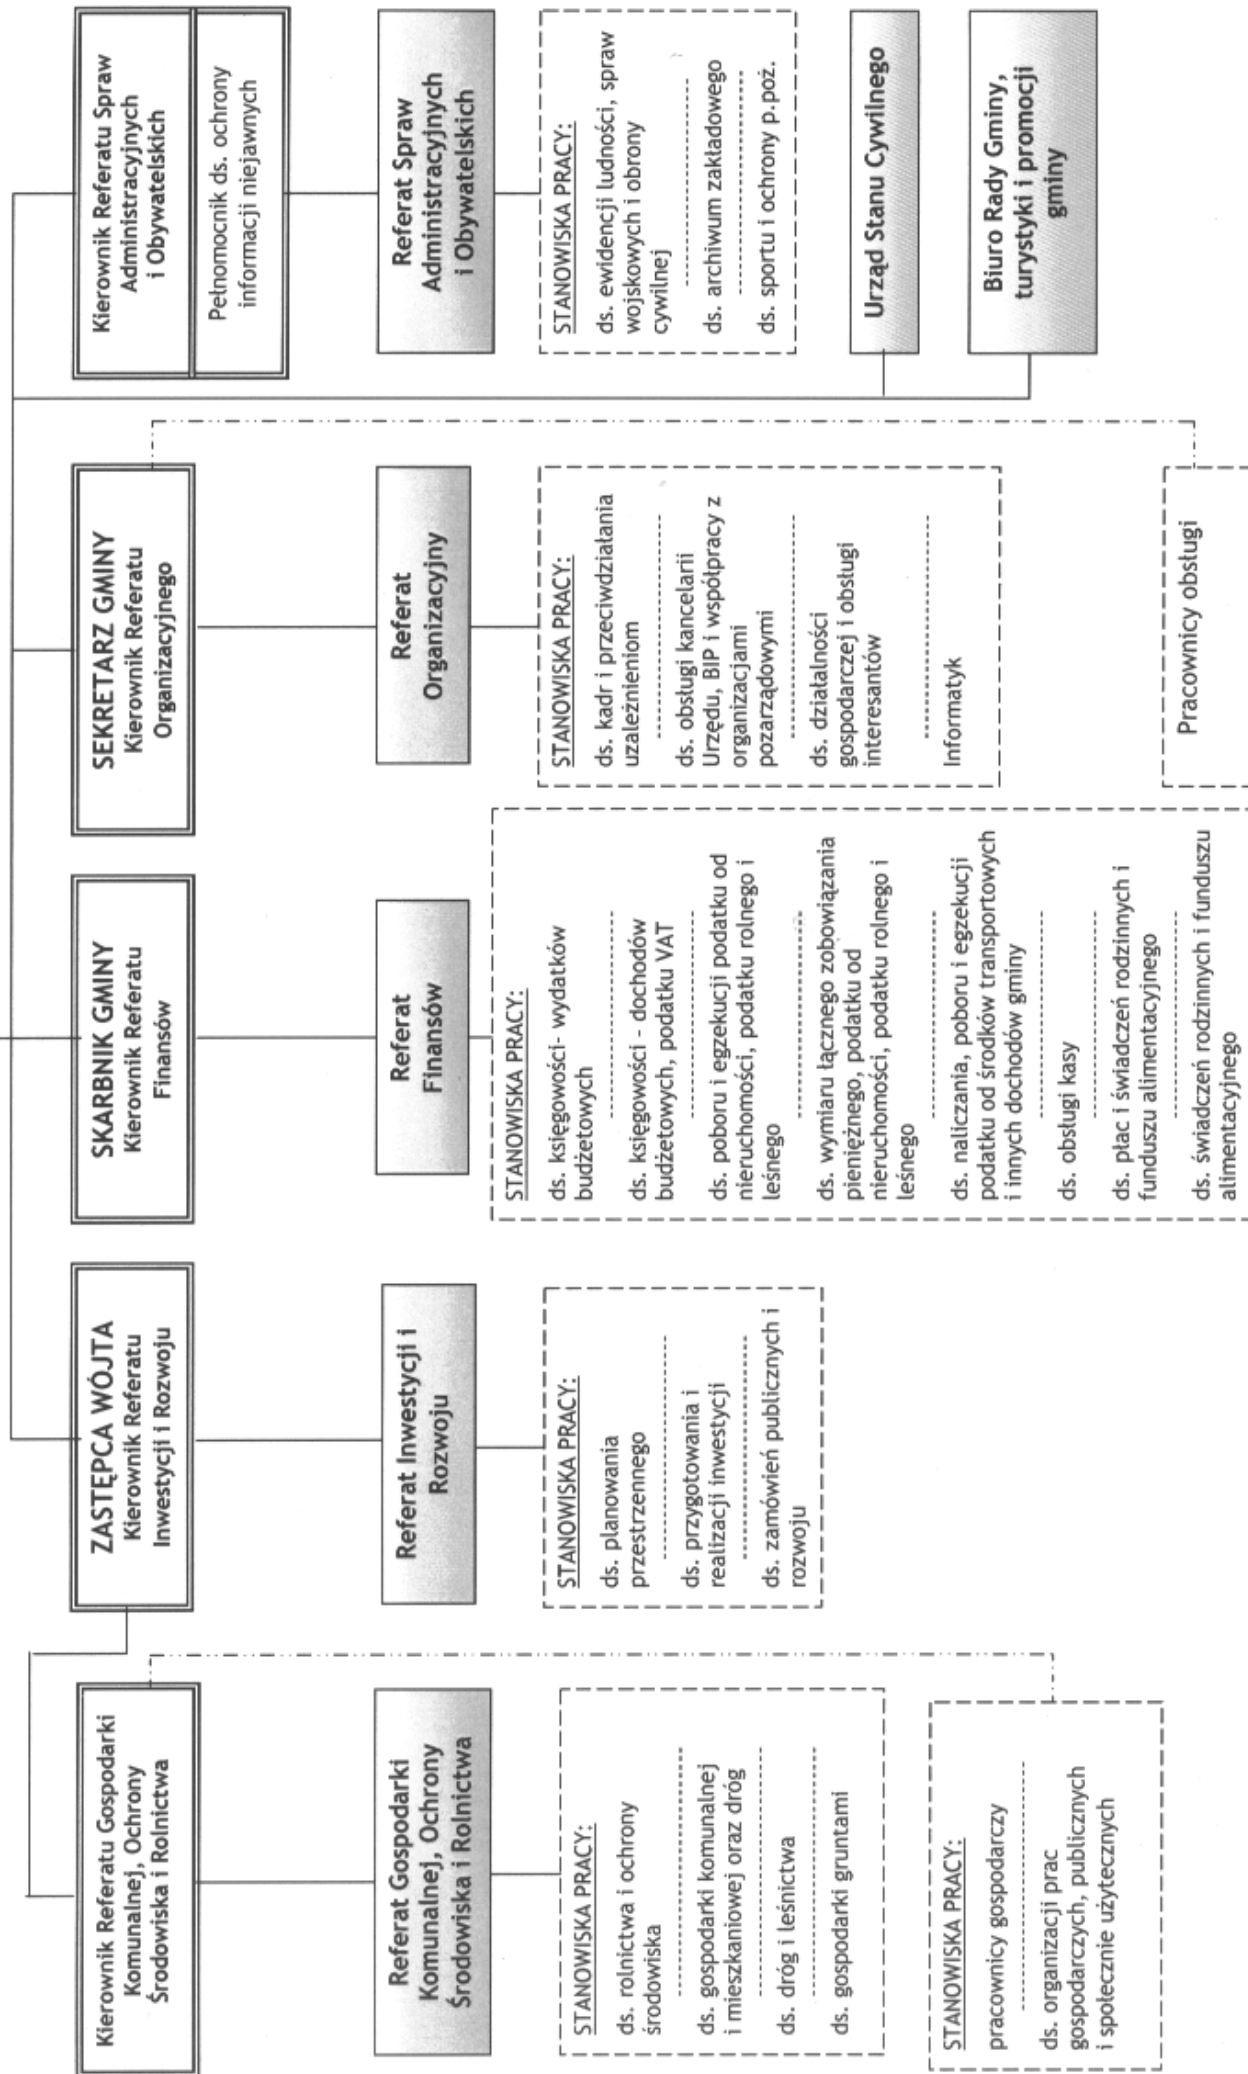 Kierownik Referatu Gospodarki
Komunalnej, Ochrony
Środowiska i Rolnictwa
Referat Gospodarki
Komunalnej, Ochrony
Środowiska i Rolnictwa
STANOWISKA PRACY:
ds. rolnictwa i ochrony
środowiska
ds. gospodarki komunalnej
i mieszkaniowej oraz dróg
ds. dróg i leśnictwa
ds. gospodarki gruntami
STANOWISKA PRACY:
pracownicy gospodarczy
ds. organizacji prac
gospodarczych, publicznych
i społecznie użytecznych
ZASTĘPCA WÓJTA
Kierownik Referatu
Inwestycji i Rozwoju
Referat Inwestycji i
Rozwoju
STANOWISKA PRACY:
ds. planowania
przestrzennego
ds. przygotowania i
realizacji inwestycji
ds. zamówień publicznych i
rozwoju
SKARBNIK GMINY
Kierownik Referatu
Finansów
Referat
Finansów
STANOWISKA PRACY:
ds. księgowości- wydatków
budżetowych
ds. księgowości - dochodów
budżetowych, podatku VAT
ds. poboru i egzekucji podatku od
nieruchomości, podatku rolnego i
leśnego
ds. wymiaru łącznego zobowiązania
pieniężnego, podatku od
nieruchomości, podatku rolnego i
leśnego
ds. naliczania, poboru i egzekucji
podatku od środków transportowych
i innych dochodów gminy
ds. obsługi kasy
ds. płac i świadczeń rodzinnych i
funduszu alimentacyjnego
ds. świadczeń rodzinnych i funduszu
alimentacyjnego
SEKRETARZ GMINY
Kierownik Referatu
Organizacyjnego
Referat
Organizacyjny
STANOWISKA PRACY:
ds. kadr i przeciwdziałania
uzależnieniom
ds. obsługi kancelarii
Urzędu, BIP i współpracy z
organizacjami
pozarządowymi
ds. działalności
gospodarczej i obsługi
interesantów
Informatyk
Pracownicy obsługi
Kierownik Referatu Spraw
Administracyjnych
i Obywatelskich
Pełnomocnik ds. ochrony
informacji niejawnych
Referat Spraw
Administracyjnych
i Obywatelskich
STANOWISKA PRACY:
ds. ewidencji ludności, spraw
wojskowych i obrony
cywilnej
ds. archiwum zakładowego
ds. sportu i ochrony p.poż.
Urząd Stanu Cywilnego
Biuro Rady Gminy,
turystyki i promocji
gminy